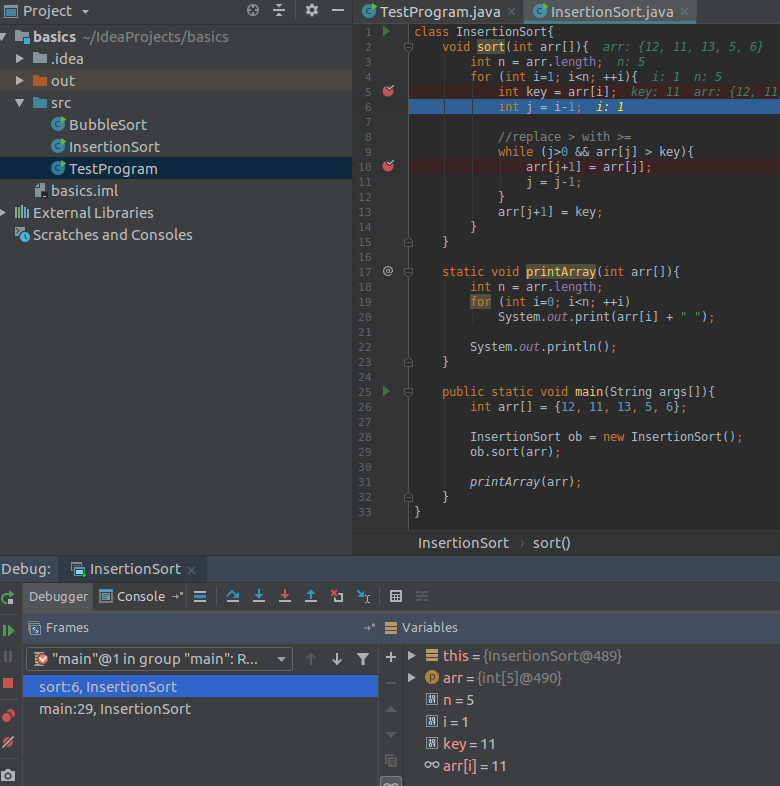 Project
basics ~/IdeaProjects/basics
.idea
out
src
BubbleSort
InsertionSort
TestProgram
basics.iml
External Libraries
Scratches and Consoles
TestProgram.java
InsertionSort.java
1 class InsertionSort{
2 void sort(int arr[]){ arr: {12, 11, 13, 5, 6}
3 int n = arr.length; n: 5
4 for (int i=1; i<n; ++i){ i: 1 n: 5
5 int key = arr[i]; key: 11 arr: {12, 11
6 int j = i-1; i: 1
7
8 //replace > with >=
9 while (j>0 && arr[j] > key){
10 arr[j+1] = arr[j];
11 j = j-1;
12 }
13 arr[j+1] = key;
14 }
15 }
16
17 @ static void printArray(int arr[]){
18 int n = arr.length;
19 for (int i=0; i<n; ++i)
20 System.out.print(arr[i] + " ");
21
22 System.out.println();
23 }
24
25 public static void main(String args[]){
26 int arr[] = {12, 11, 13, 5, 6};
27
28 InsertionSort ob = new InsertionSort();
29 ob.sort(arr);
30
31 printArray(arr);
32 }
33 }
InsertionSort › sort()
Debug: InsertionSort
Debugger Console
Frames
"main"@1 in group "main": R...
sort:6, InsertionSort
main:29, InsertionSort
Variables
this = {InsertionSort@489}
arr = {int[5]@490}
n = 5
i = 1
key = 11
arr[i] = 11